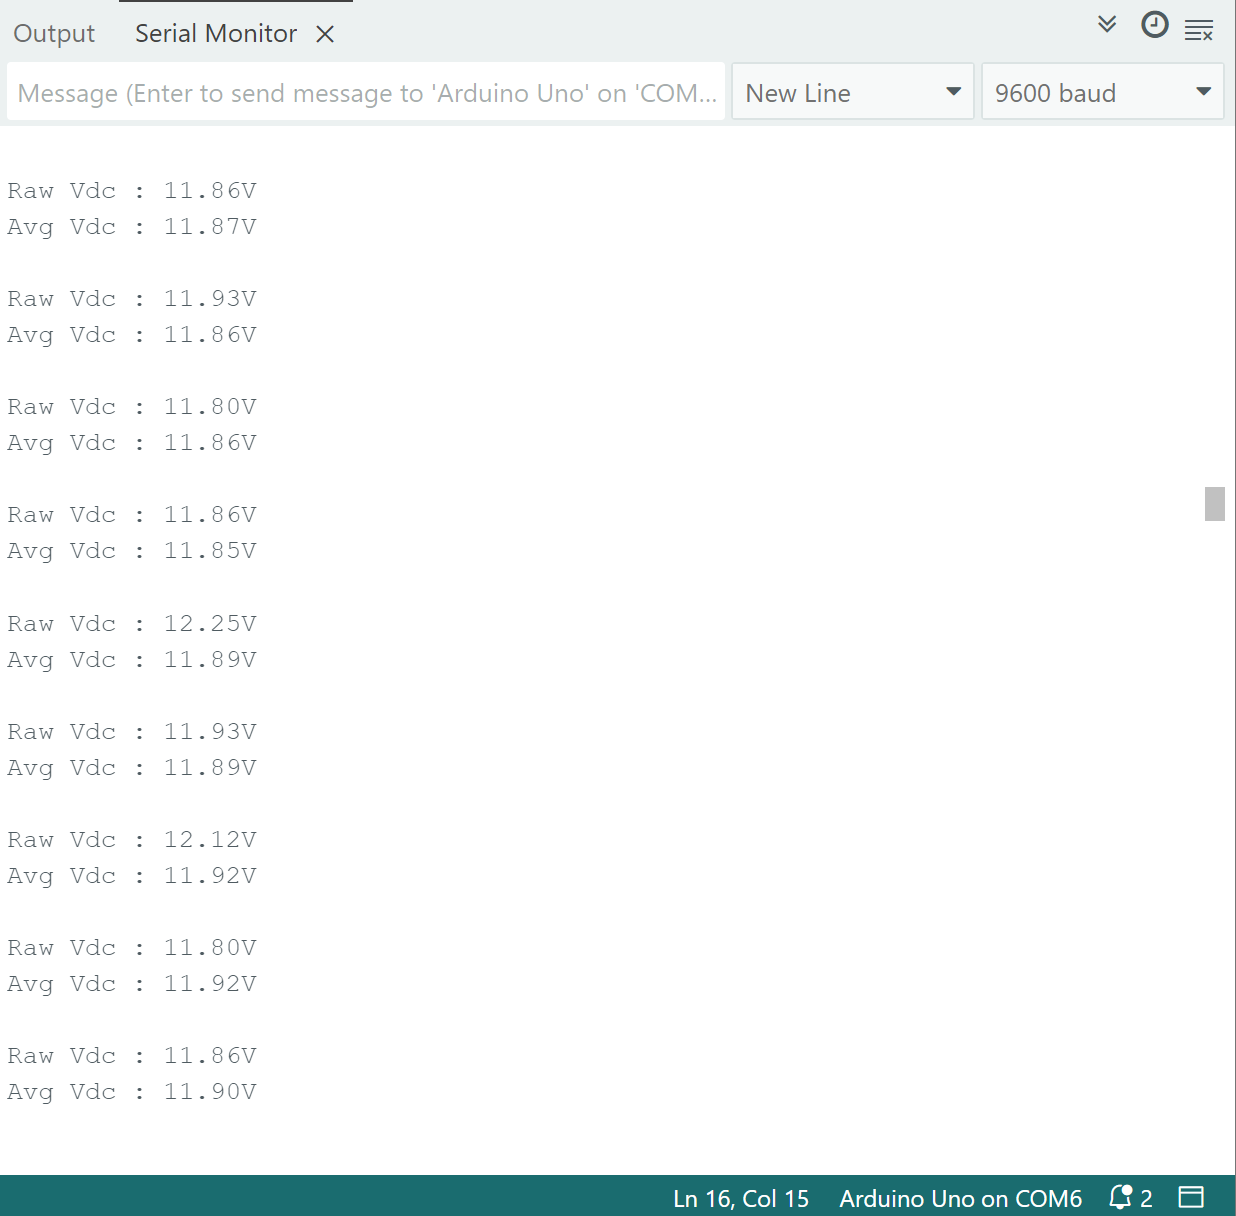 Output Serial Monitor
Message (Enter to send message to 'Arduino Uno' on 'COM... New Line 9600 baud
Raw Vdc : 11.86V
Avg Vdc : 11.87V
Raw Vdc : 11.93V
Avg Vdc : 11.86V
Raw Vdc : 11.80V
Avg Vdc : 11.86V
Raw Vdc : 11.86V
Avg Vdc : 11.85V
Raw Vdc : 12.25V
Avg Vdc : 11.89V
Raw Vdc : 11.93V
Avg Vdc : 11.89V
Raw Vdc : 12.12V
Avg Vdc : 11.92V
Raw Vdc : 11.80V
Avg Vdc : 11.92V
Raw Vdc : 11.86V
Avg Vdc : 11.90V
Ln 16, Col 15 Arduino Uno on COM6 2